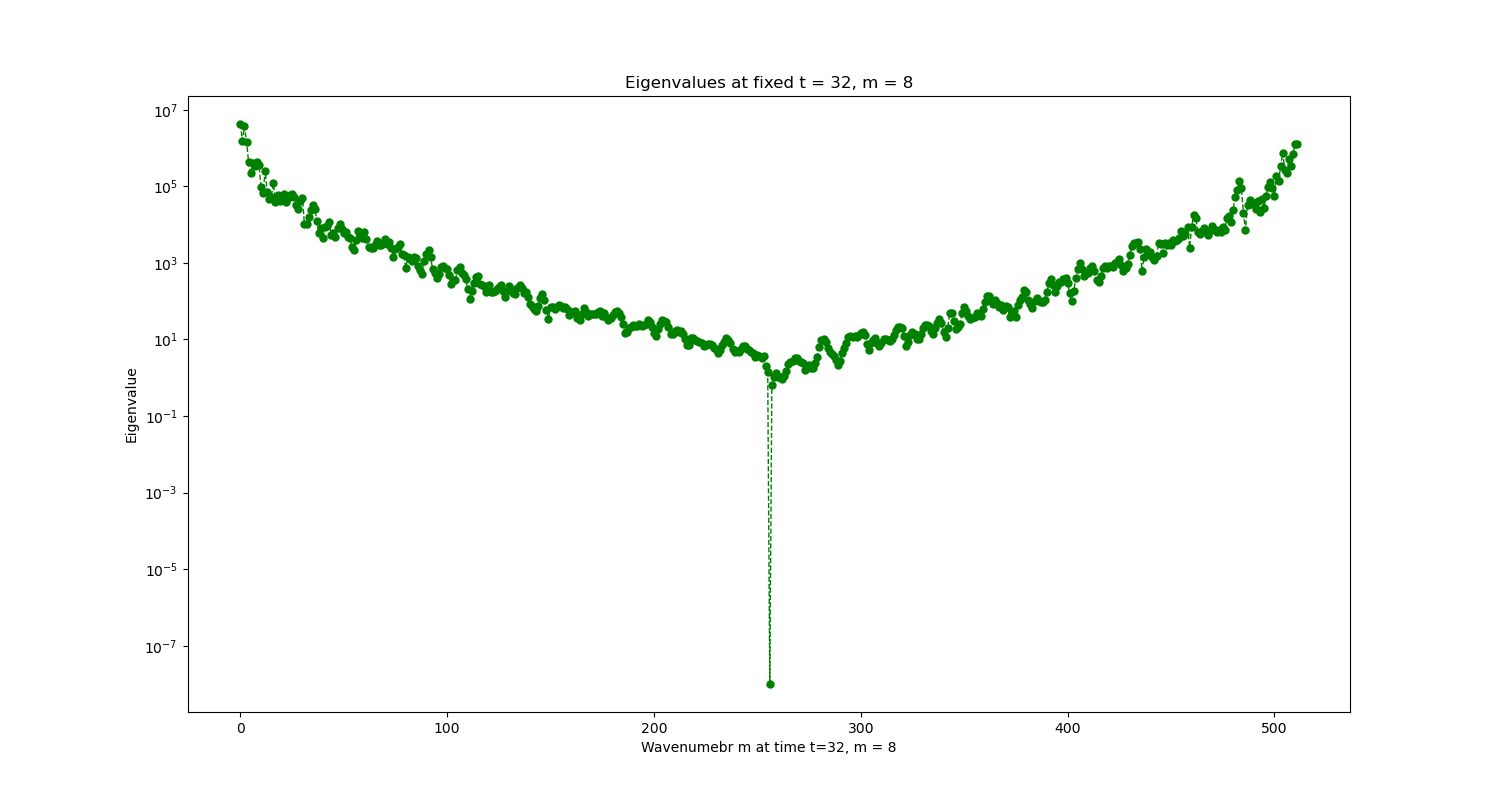 Eigenvalues at fixed t = 32, m = 8
10^7
10^5
10^3
10^1
10^−1
10^−3
10^−5
10^−7
Eigenvalue
0 100 200 300 400 500
Wavenumebr m at time t=32, m = 8